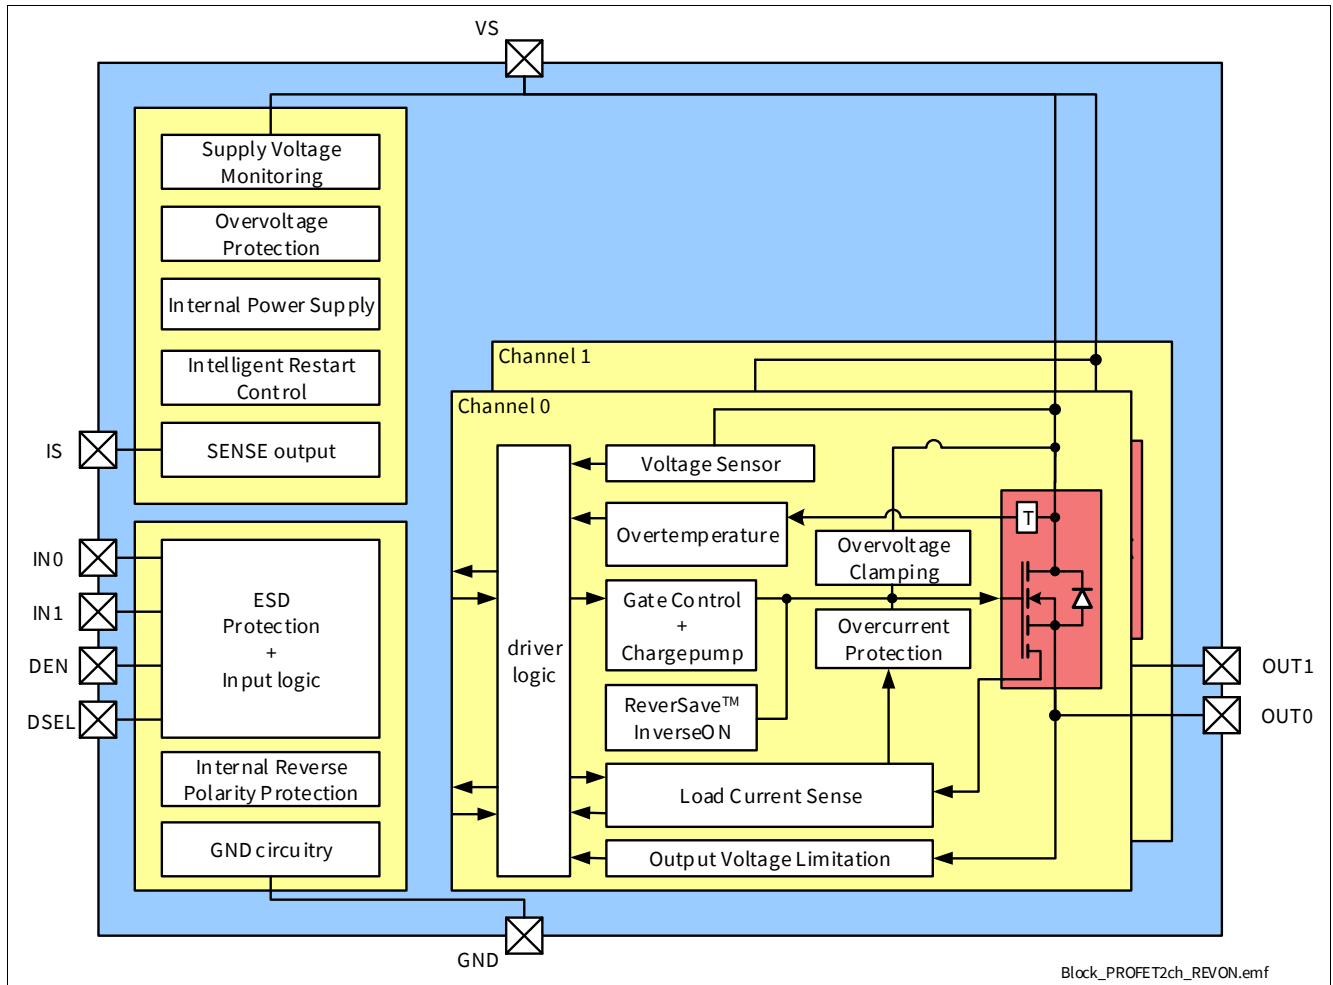 VS
Supply Voltage
Monitoring
Overvoltage
Protection
Internal Power Supply
Intelligent Restart
Control
SENSE output
IS
IN0
IN1
DEN
DSEL
ESD
Protection
+
Input logic
Internal Reverse
Polarity Protection
GND circuitry
GND
Channel 1
Channel 0
driver
logic
Voltage Sensor
Overtemperature
Gate Control
+
Chargepump
ReverSave™
InverseON
Overvoltage
Clamping
Overcurrent
Protection
Load Current Sense
Output Voltage Limitation
T
OUT1
OUT0
Block_PROFET2ch_REVON.emf